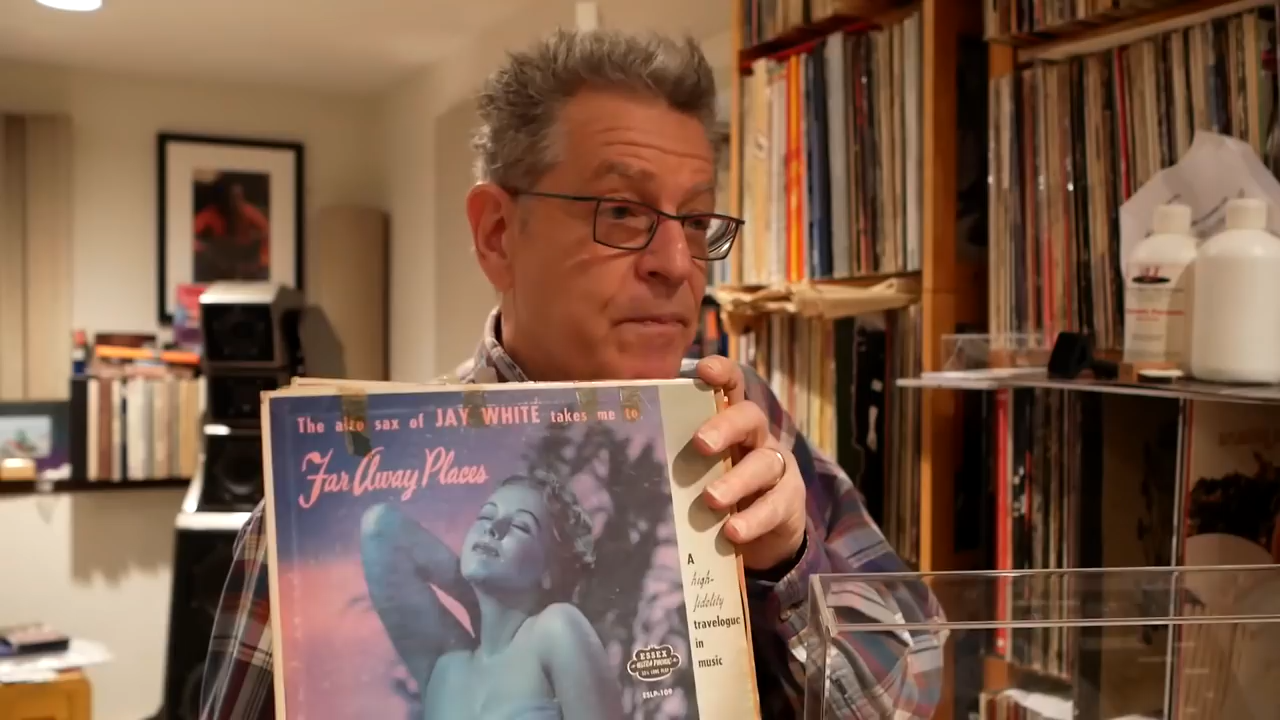 The alto sax of JAY WHITE takes me to
Far Away Places
A
high-
fidelity
travelogue
in
music
ESSEX
ESLP-109